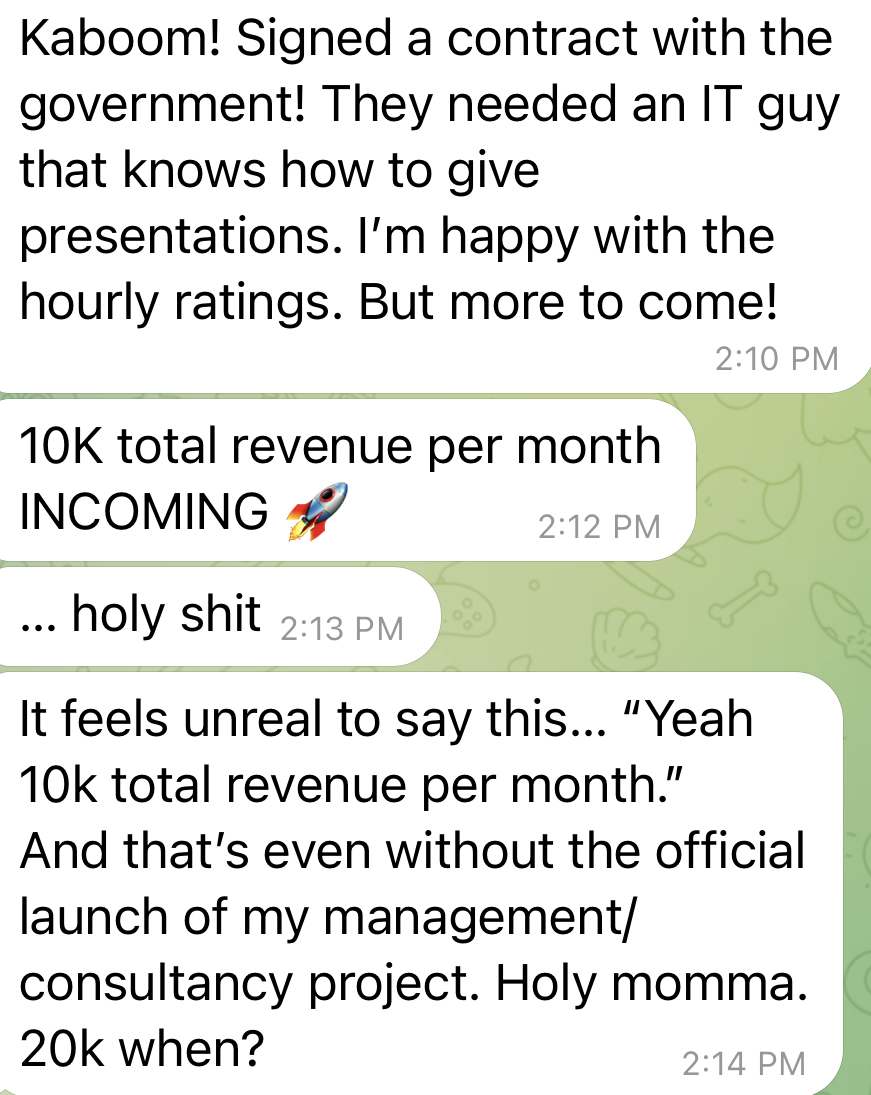 Kaboom! Signed a contract with the
government! They needed an IT guy
that knows how to give
presentations. I’m happy with the
hourly ratings. But more to come!
2:10 PM
10K total revenue per month
INCOMING 🚀 2:12 PM
... holy shit 2:13 PM
It feels unreal to say this... “Yeah
10k total revenue per month.”
And that’s even without the official
launch of my management/
consultancy project. Holy momma.
20k when? 2:14 PM